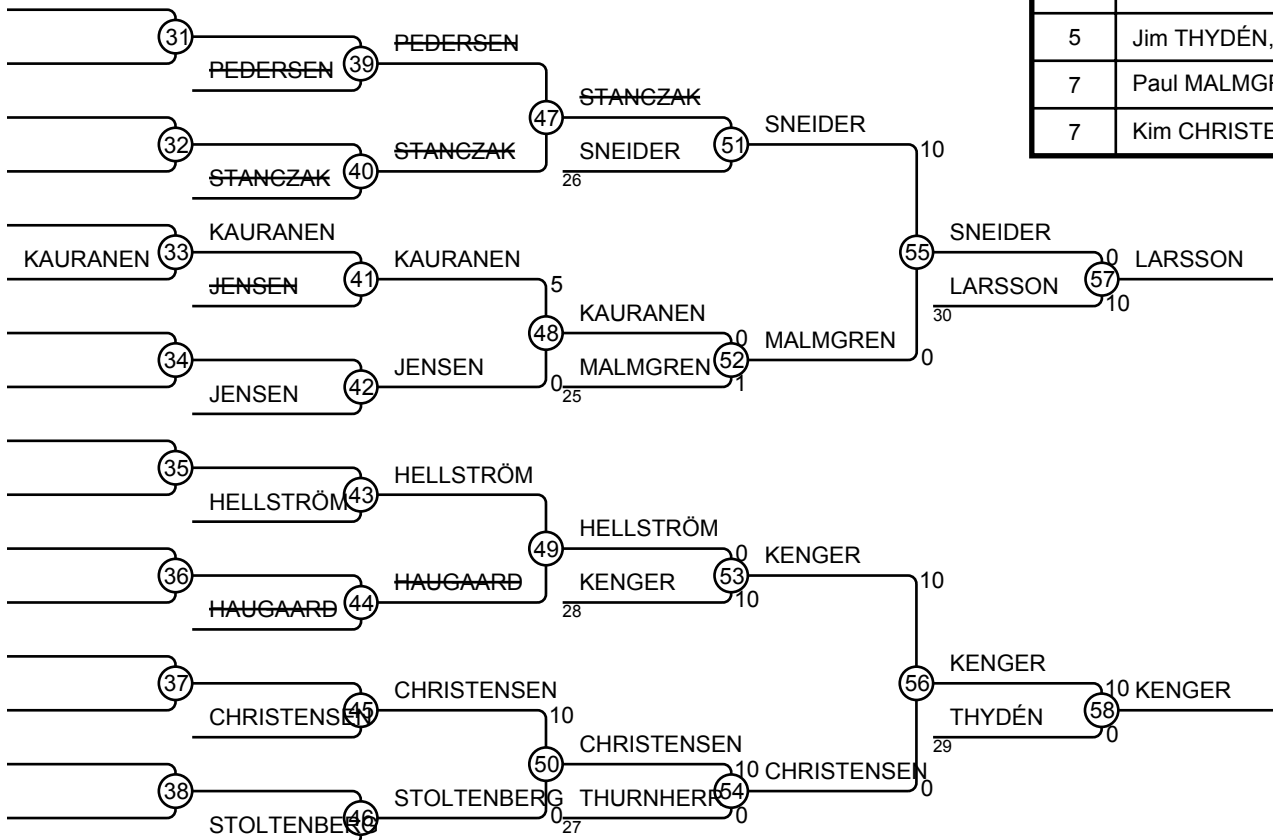 5 Jim THYDÉN,
7 Paul MALMGR
7 Kim CHRISTE
31
PEDERSEN
39
PEDERSEN
47
STANCZAK
51
SNEIDER
10
32
STANCZAK
40
STANCZAK
SNEIDER
26
KAURANEN
33
KAURANEN
41
KAURANEN
5
JENSEN
55
SNEIDER
0
57
LARSSON
LARSSON
30
10
48
KAURANEN
0
52
MALMGREN
0
34
JENSEN
0
MALMGREN
25
1
JENSEN
42
35
HELLSTRÖM
43
HELLSTRÖM
49
HELLSTRÖM
0
53
KENGER
10
36
HAUGAARD
44
HAUGAARD
KENGER
28
10
37
CHRISTENSEN
45
CHRISTENSEN
10
56
KENGER
10
58
KENGER
THYDÉN
29
0
50
CHRISTENSEN
10
54
CHRISTENSEN
0
38
STOLTENBERG
46
STOLTENBERG
0
THURNHERR
27
0